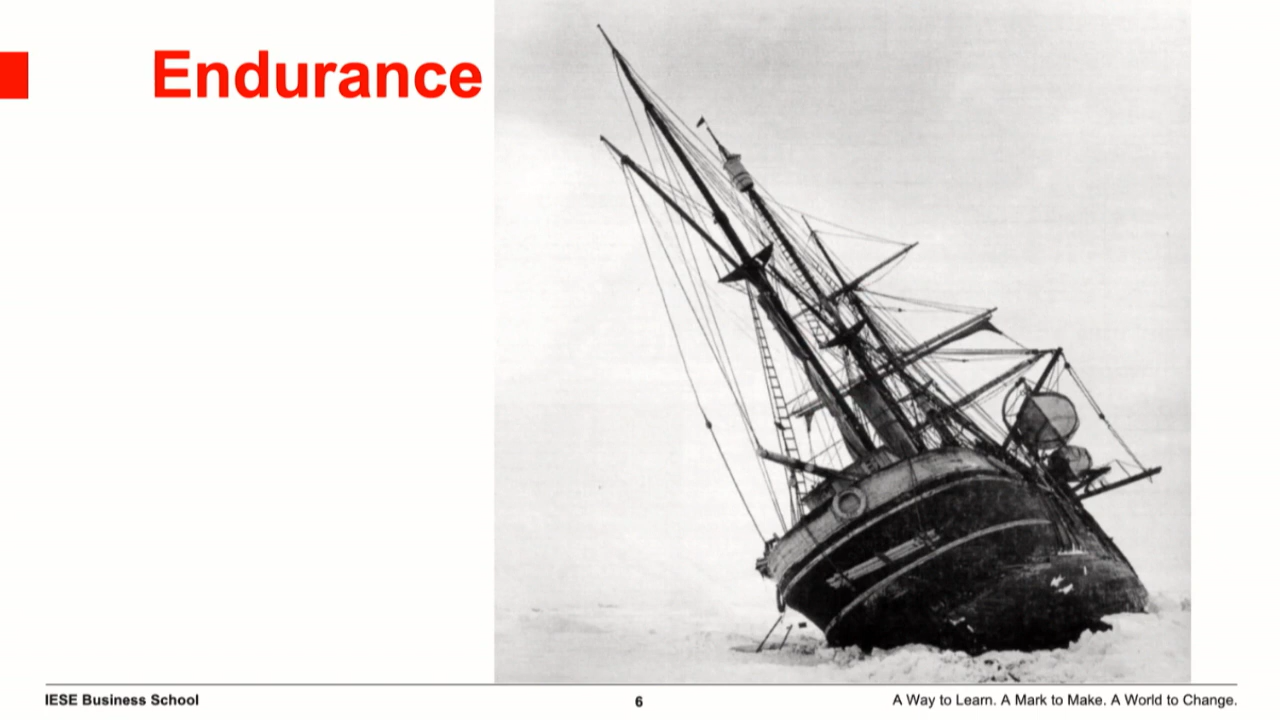 Endurance
IESE Business School
6
A Way to Learn. A Mark to Make. A World to Change.